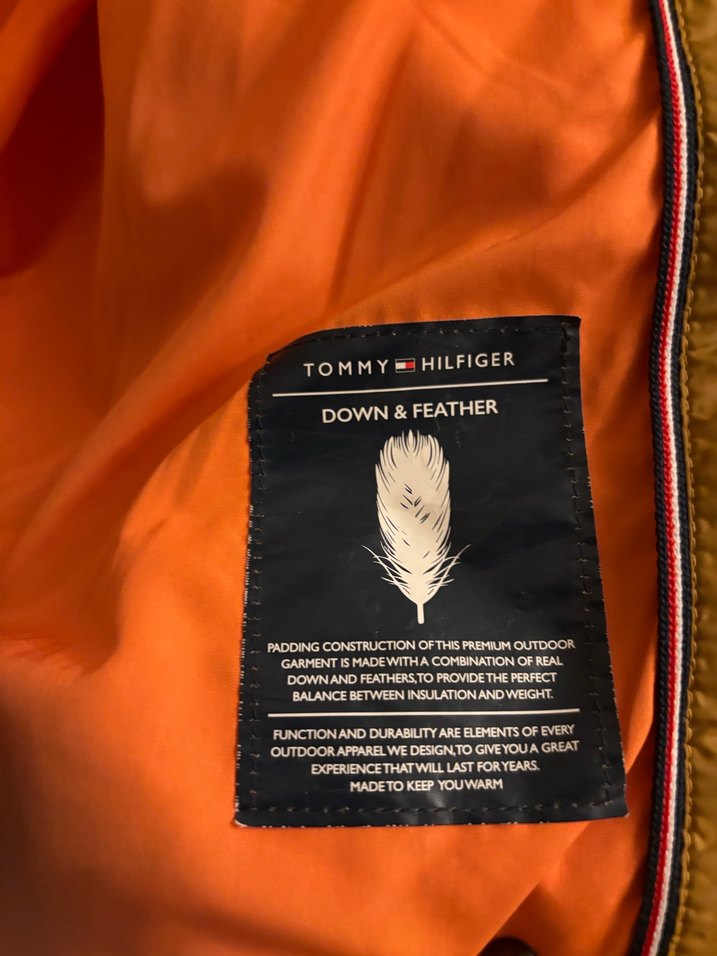 TOMMY HILFIGER
DOWN & FEATHER
PADDING CONSTRUCTION OF THIS PREMIUM OUTDOOR
GARMENT IS MADE WITH A COMBINATION OF REAL
DOWN AND FEATHERS, TO PROVIDE THE PERFECT
BALANCE BETWEEN INSULATION AND WEIGHT.
FUNCTION AND DURABILITY ARE ELEMENTS OF EVERY
OUTDOOR APPAREL WE DESIGN, TO GIVE YOU A GREAT
EXPERIENCE THAT WILL LAST FOR YEARS.
MADE TO KEEP YOU WARM